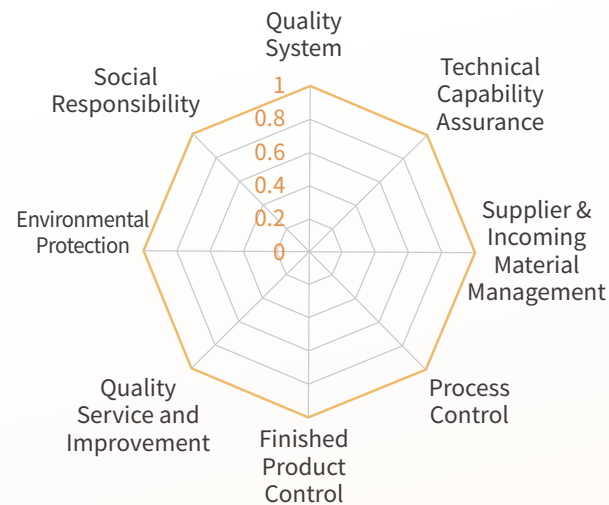 Quality
System
Technical
Capability
Assurance
Supplier &
Incoming
Material
Management
Process
Control
Finished
Product
Control
Quality
Service and
Improvement
Environmental
Protection
Social
Responsibility
1
0.8
0.6
0.4
0.2
0